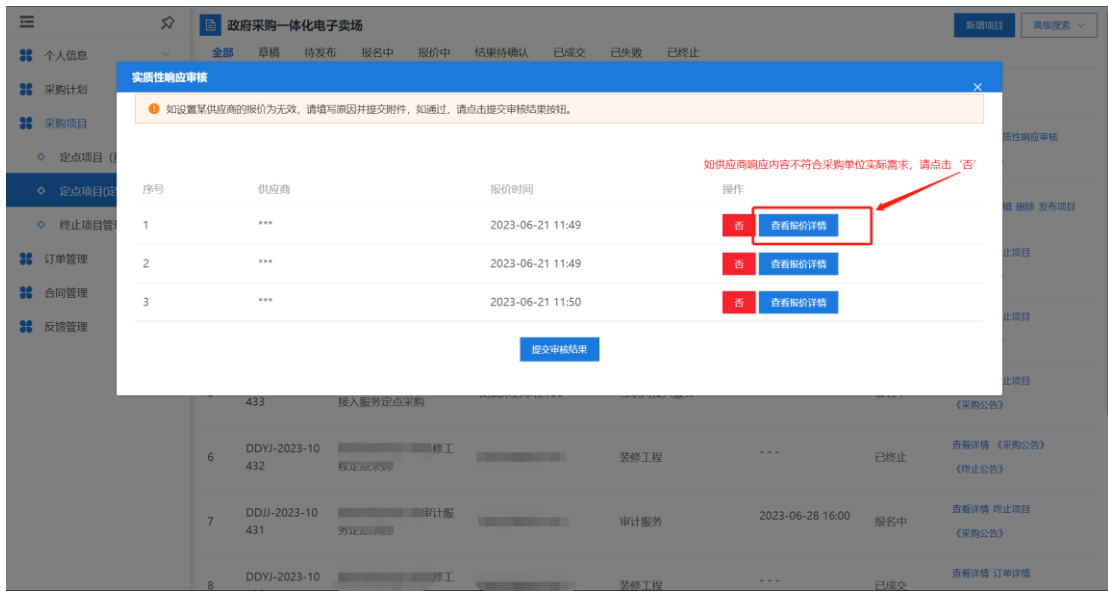 政府采购一体化电子卖场
新增项目
高级搜索
个人信息
全部 草稿 待发布 报名中 报价中 结果待确认 已成交 已失败 已终止
实质性响应审核
采购计划
如设置某供应商的报价为无效，请填写原因并提交附件，如通过，请点击提交审核结果按钮。
采购项目
质性响应审核
定点项目
如供应商响应内容不符合采购单位实际需求，请点击‘否’
定点项目(定
序号 供应商 报价时间 操作
删除 发布项目
终止项目管
1 *** 2023-06-21 11:49 否 查看报价详情
订单管理
止项目
2 *** 2023-06-21 11:49 否 查看报价详情
合同管理
3 *** 2023-06-21 11:50 否 查看报价详情
反馈管理
止项目
提交审核结果
止项目
433 接入服务定点采购 《采购公告》
6 DDYJ-2023-10 修工 装修工程 - - - 已终止 查看详情 《采购公告》
432 《终止公告》
7 DDJJ-2023-10 审计服 审计服务 2023-06-28 16:00 报名中 查看详情 终止项目
431 《采购公告》
8 DDYJ-2023-10 修工 装修工程 - - - 已成交 查看详情 订单详情